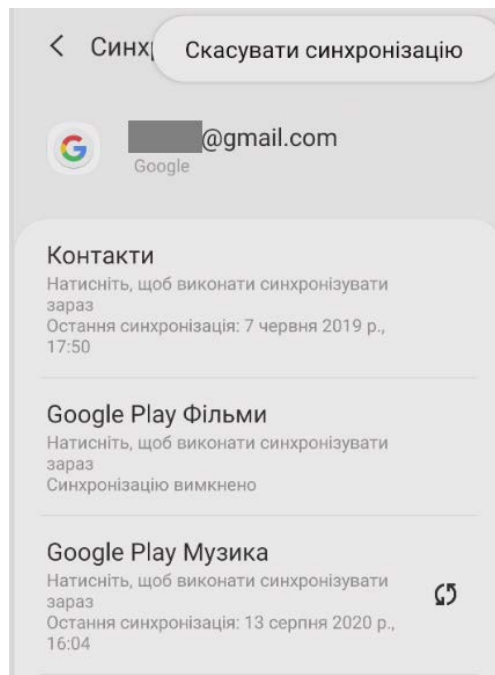 Синх
Скасувати синхронізацію
@gmail.com
Google
Контакти
Натисніть, щоб виконати синхронізувати
зараз
Остання синхронізація: 7 червня 2019 р.,
17:50
Google Play Фільми
Натисніть, щоб виконати синхронізувати
зараз
Синхронізацію вимкнено
Google Play Музика
Натисніть, щоб виконати синхронізувати
зараз
Остання синхронізація: 13 серпня 2020 р.,
16:04